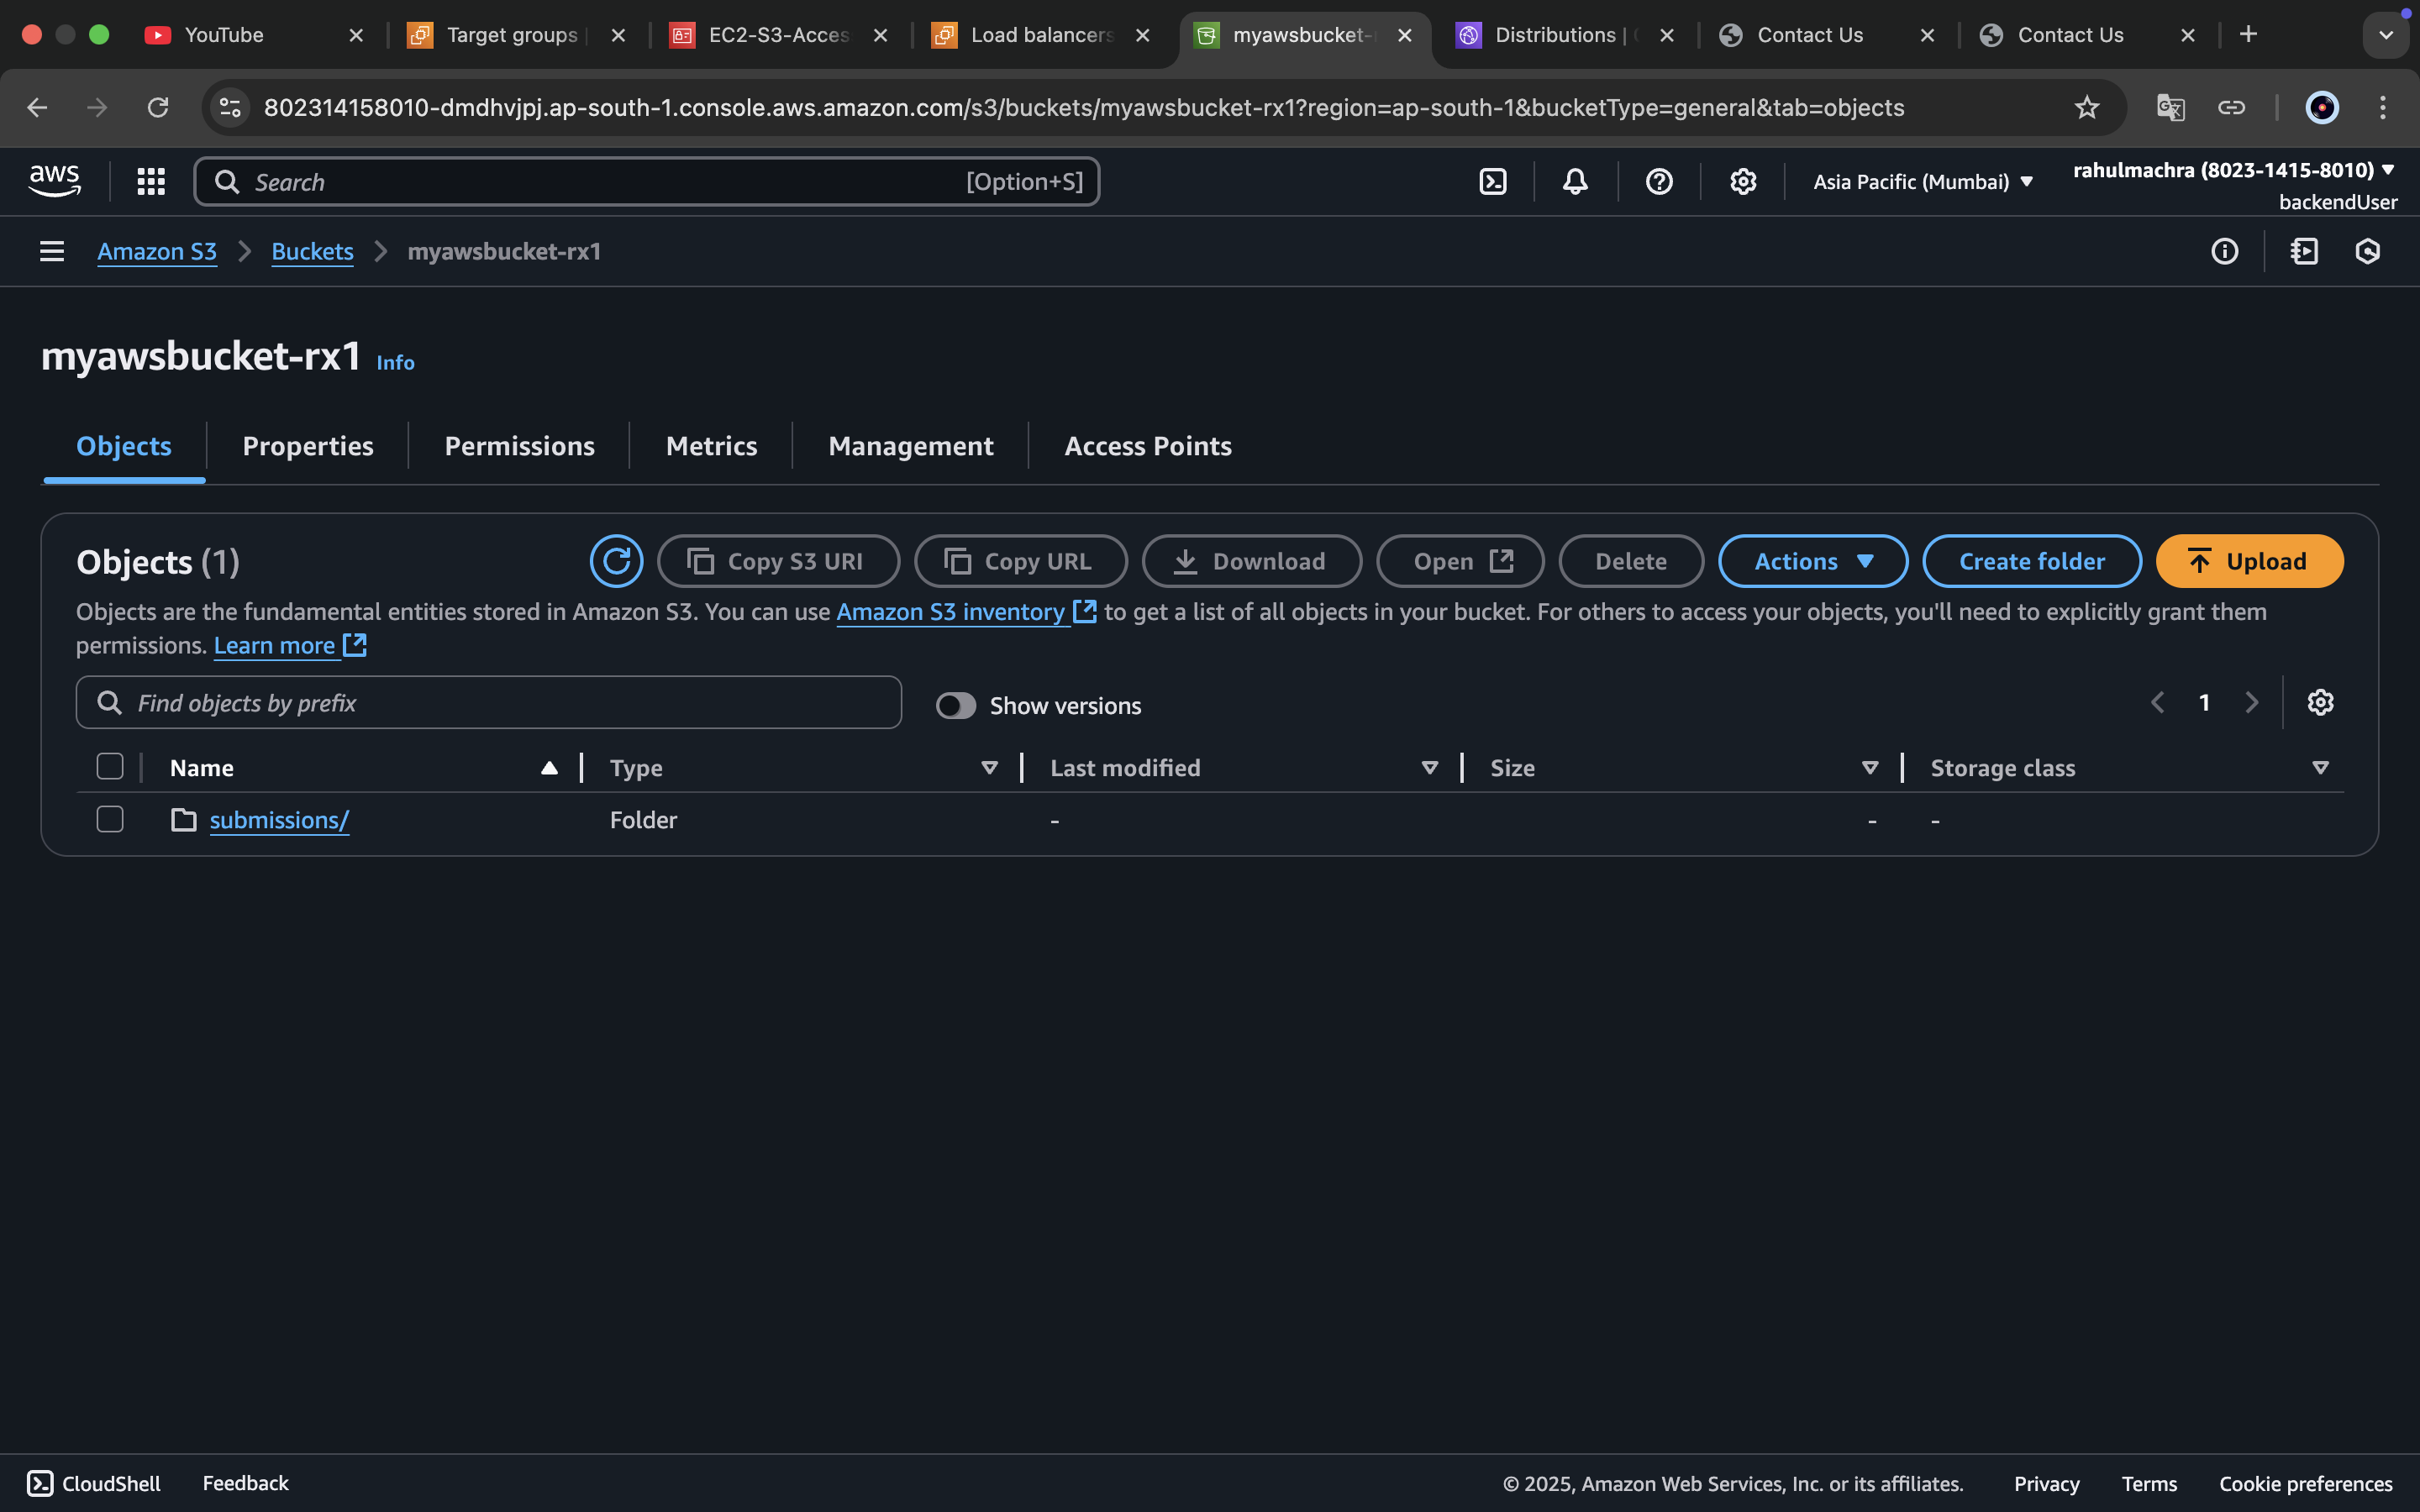 YouTube
Target groups
EC2-S3-Acces
Load balancers
myawsbucket-
Distributions |
Contact Us
Contact Us
802314158010-dmdhvjpj.ap-south-1.console.aws.amazon.com/s3/buckets/myawsbucket-rx1?region=ap-south-1&bucketType=general&tab=objects
aws
Search
[Option+S]
Asia Pacific (Mumbai)
rahulmachra (8023-1415-8010)
backendUser
Amazon S3 > Buckets > myawsbucket-rx1
myawsbucket-rx1 Info
Objects
Properties
Permissions
Metrics
Management
Access Points
Objects (1)
Copy S3 URI
Copy URL
Download
Open
Delete
Actions
Create folder
Upload
Objects are the fundamental entities stored in Amazon S3. You can use Amazon S3 inventory to get a list of all objects in your bucket. For others to access your objects, you'll need to explicitly grant them
permissions. Learn more
Find objects by prefix
Show versions
1
Name
Type
Last modified
Size
Storage class
submissions/
Folder
-
-
-
CloudShell
Feedback
© 2025, Amazon Web Services, Inc. or its affiliates.
Privacy
Terms
Cookie preferences